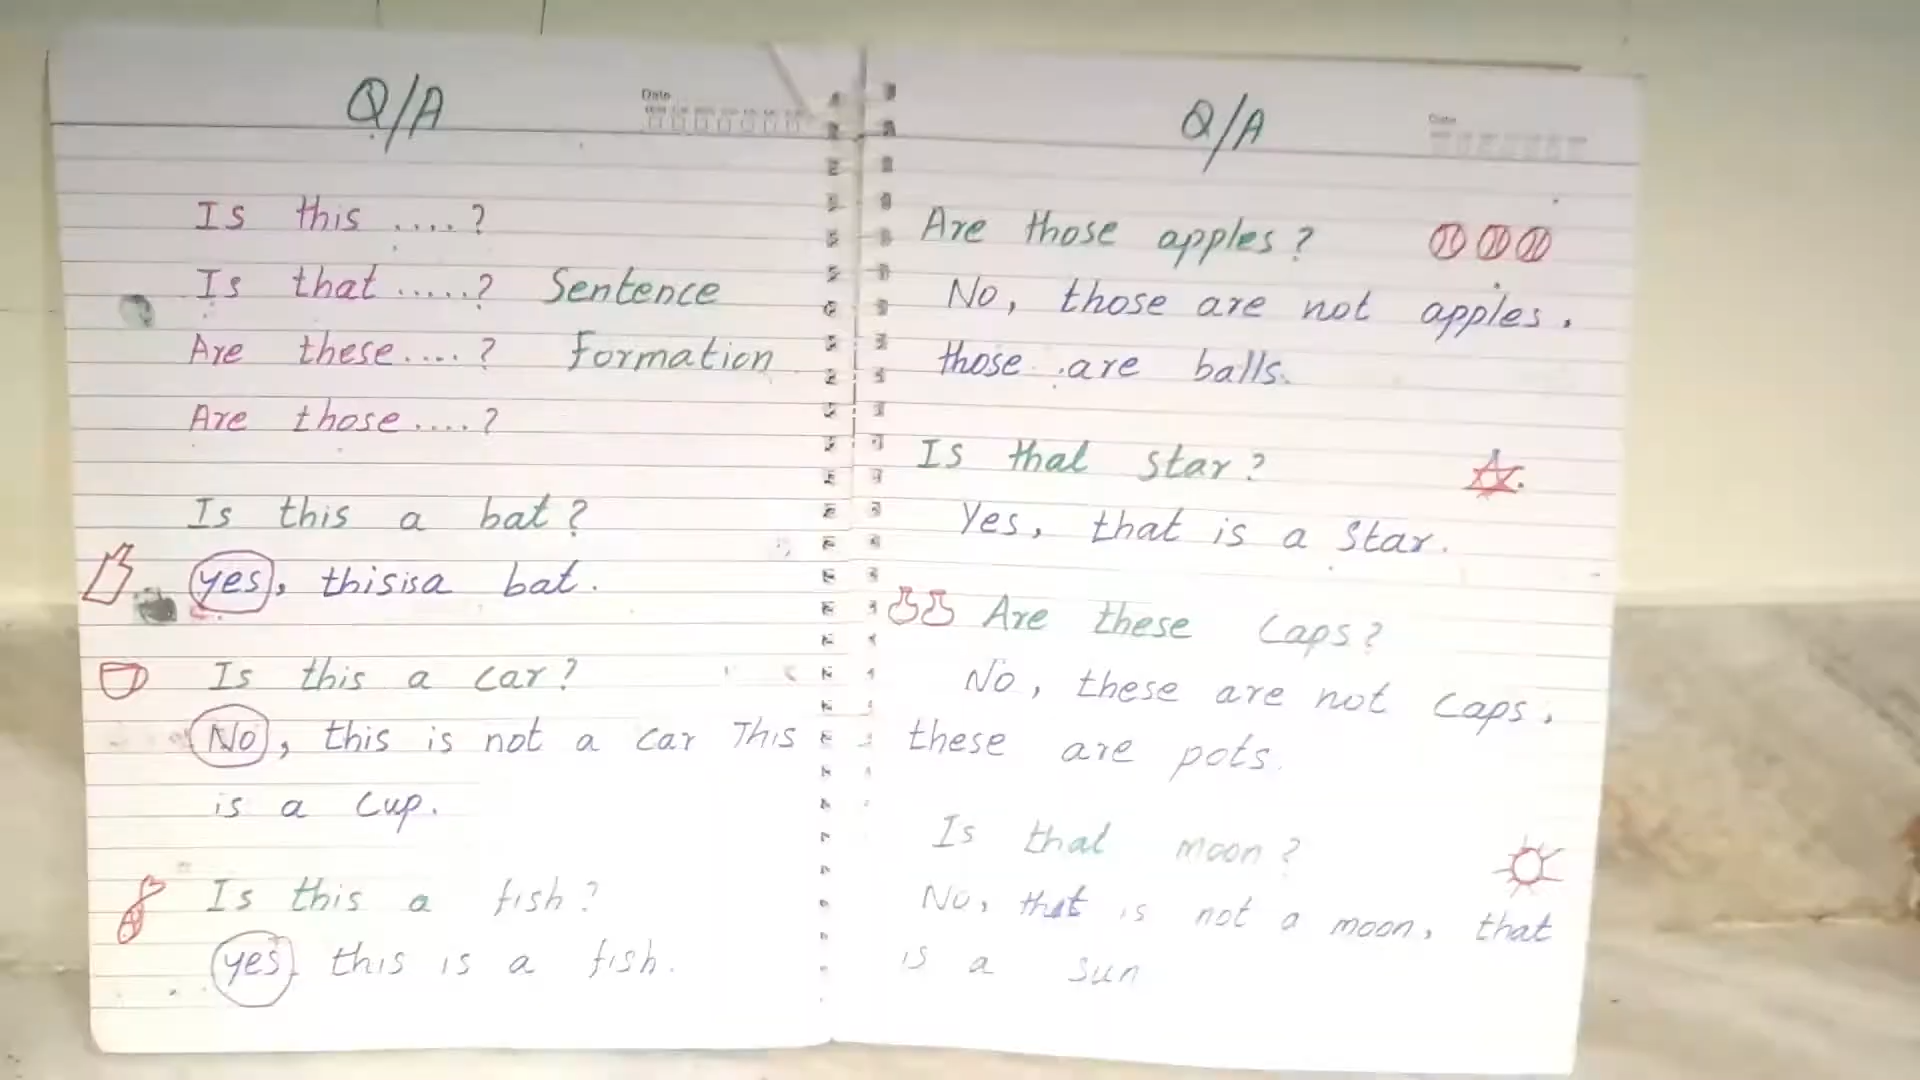 Q/A
Date
Is this ....?
Is that .....? Sentence
Are these....? formation
Are those....?
Is this a bat?
yes, thisisa bat.
Is this a car?
No, this is not a car This
is a cup.
Is this a fish?
yes, this is a fish.
Q/A
Date
Are those apples?
No, those are not apples,
those are balls.
Is that star?
Yes, that is a star.
Are these caps?
No, these are not caps,
these are pots.
Is that moon?
No, that is not a moon, that
is a sun